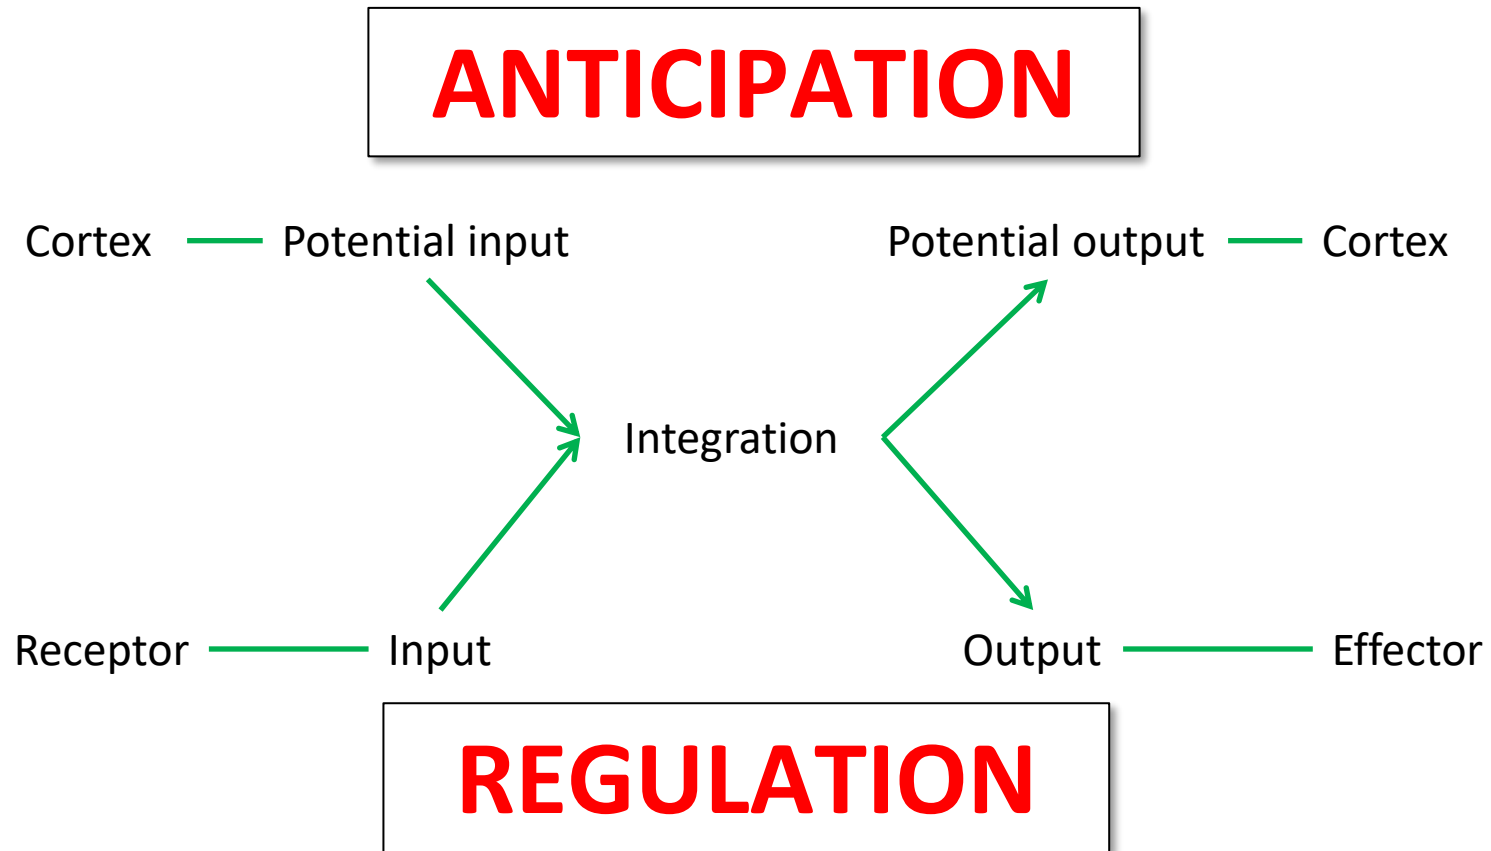 ANTICIPATION
Cortex Potential input Potential output Cortex
Integration
Receptor Input Output Effector
REGULATION